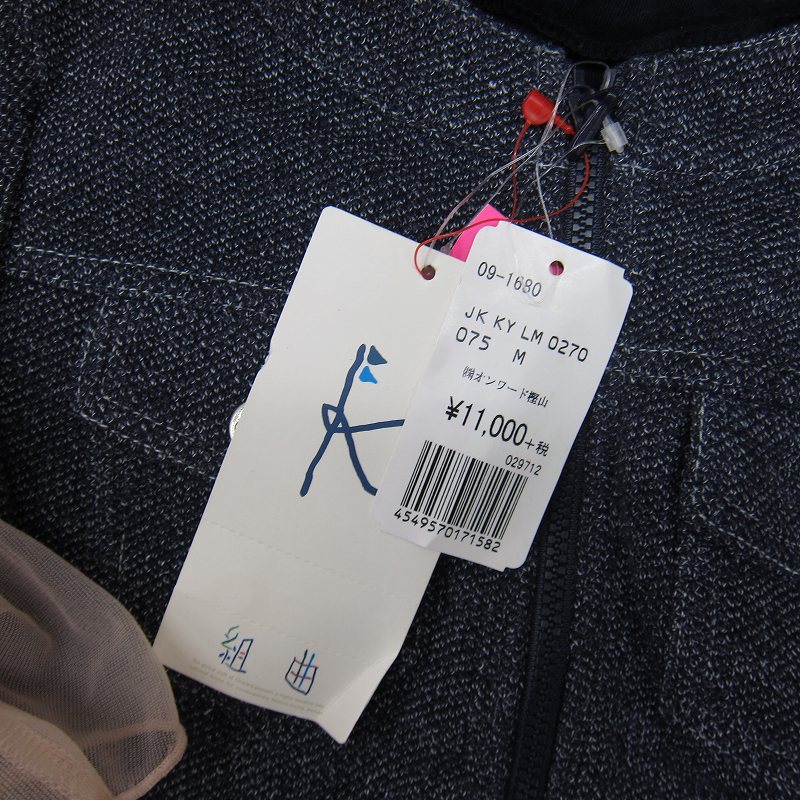 09-1680
JK KY LM 0270
075 M
㈱オンワード樫山
¥11,000+税
029712
4549570171582
組曲